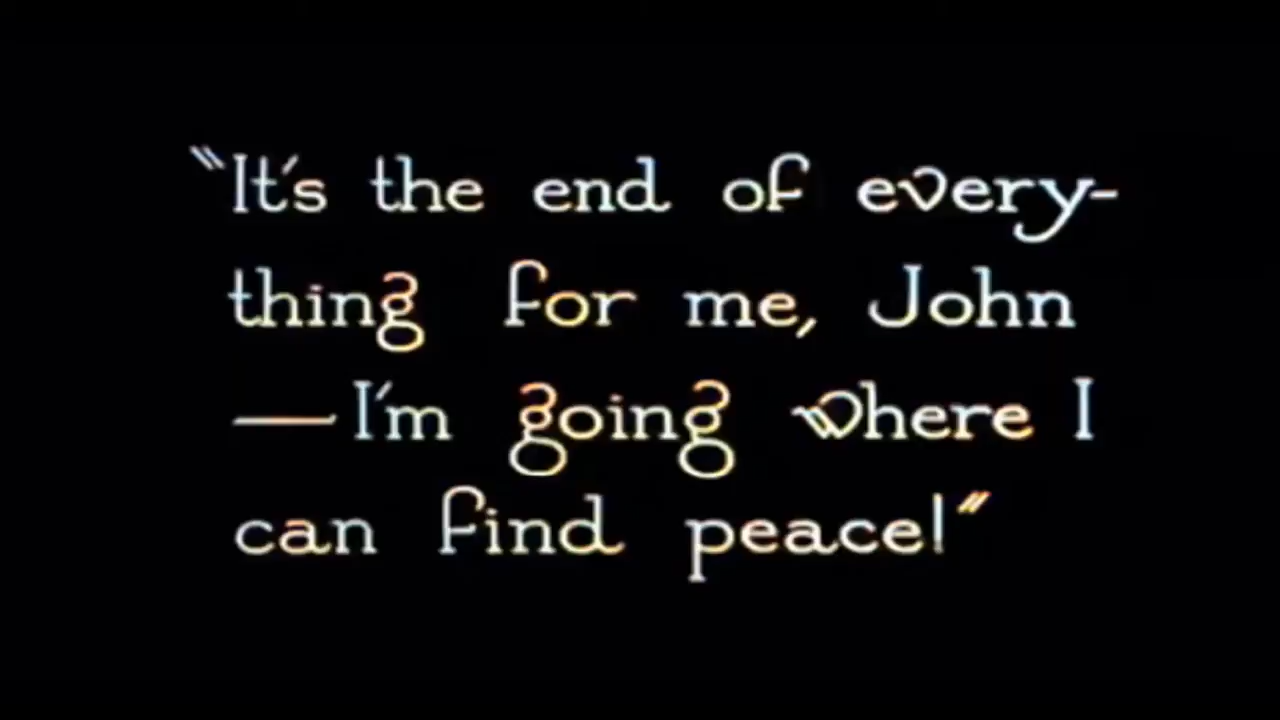 "It's the end of every-
thing for me, John
—I'm going where I
can find peace!"